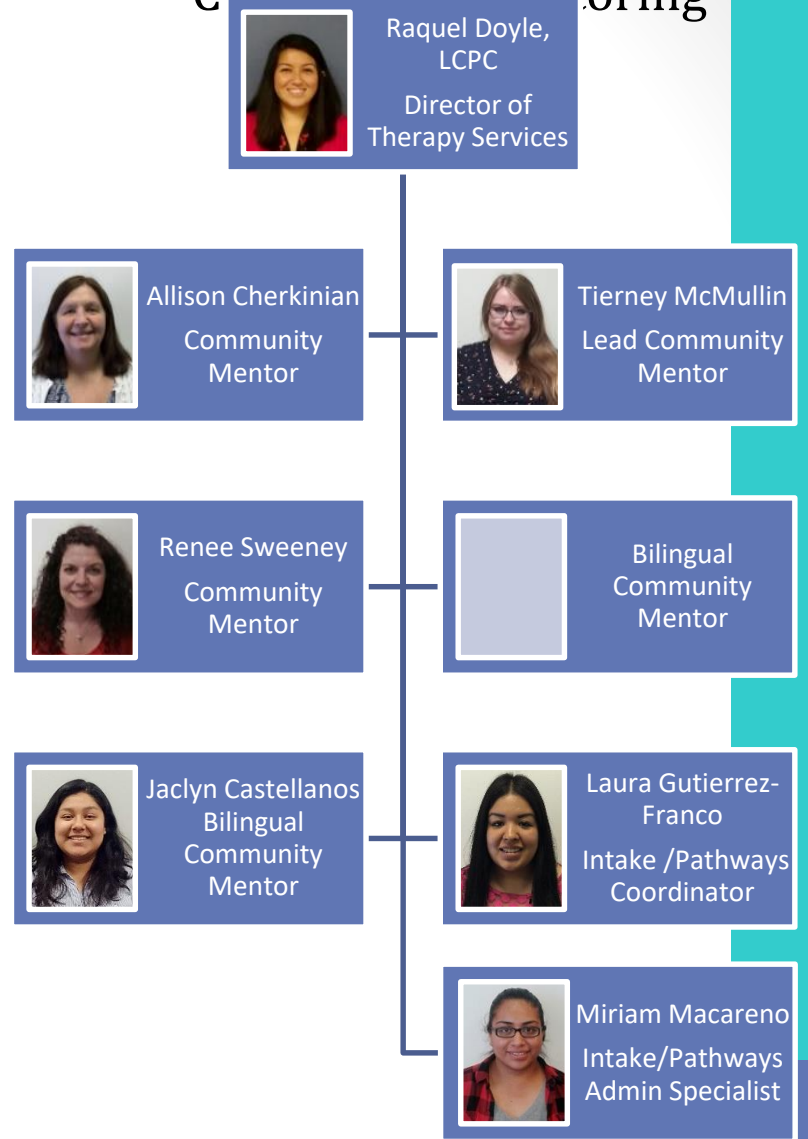 Raquel Doyle,
LCPC
Director of
Therapy Services
Allison Cherkinian
Community
Mentor
Tierney McMullin
Lead Community
Mentor
Renee Sweeney
Community
Mentor
Bilingual
Community
Mentor
Jaclyn Castellanos
Bilingual
Community
Mentor
Laura Gutierrez-
Franco
Intake /Pathways
Coordinator
Miriam Macareno
Intake/Pathways
Admin Specialist